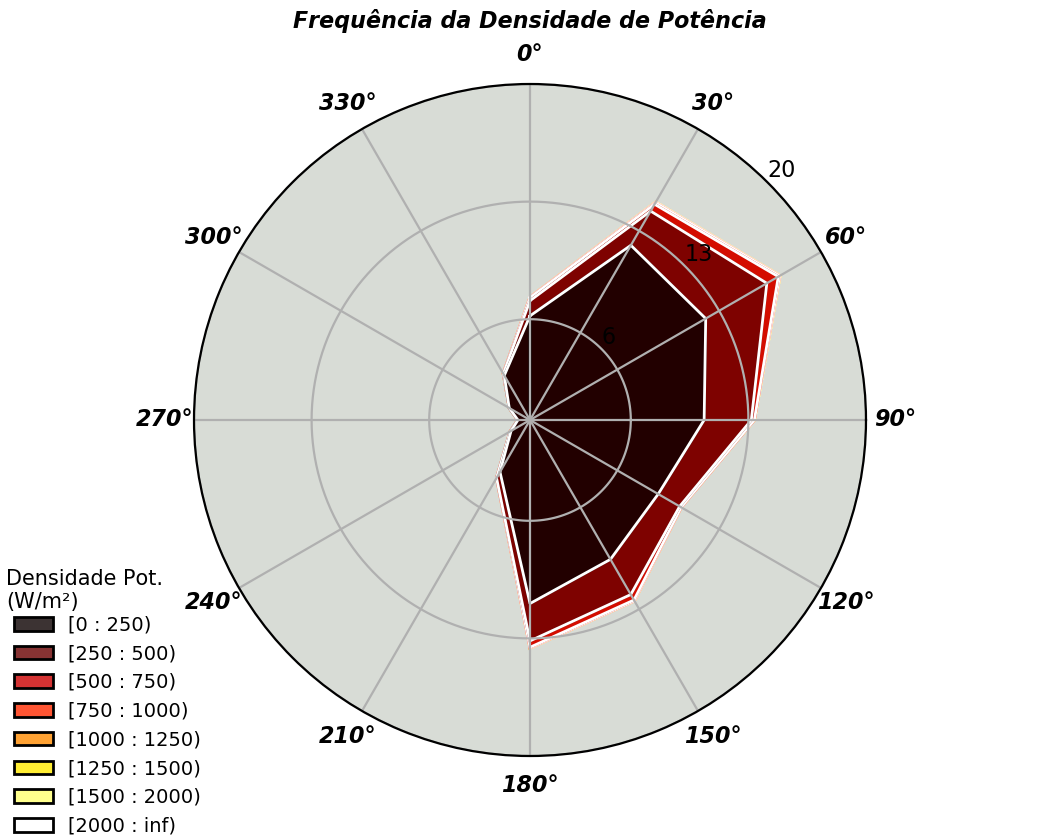 Frequência da Densidade de Potência
0°
330°
30°
20
300°
60°
13
6
270°
90°
240°
120°
210°
150°
180°
Densidade Pot.
(W/m²)
[0 : 250)
[250 : 500)
[500 : 750)
[750 : 1000)
[1000 : 1250)
[1250 : 1500)
[1500 : 2000)
[2000 : inf)